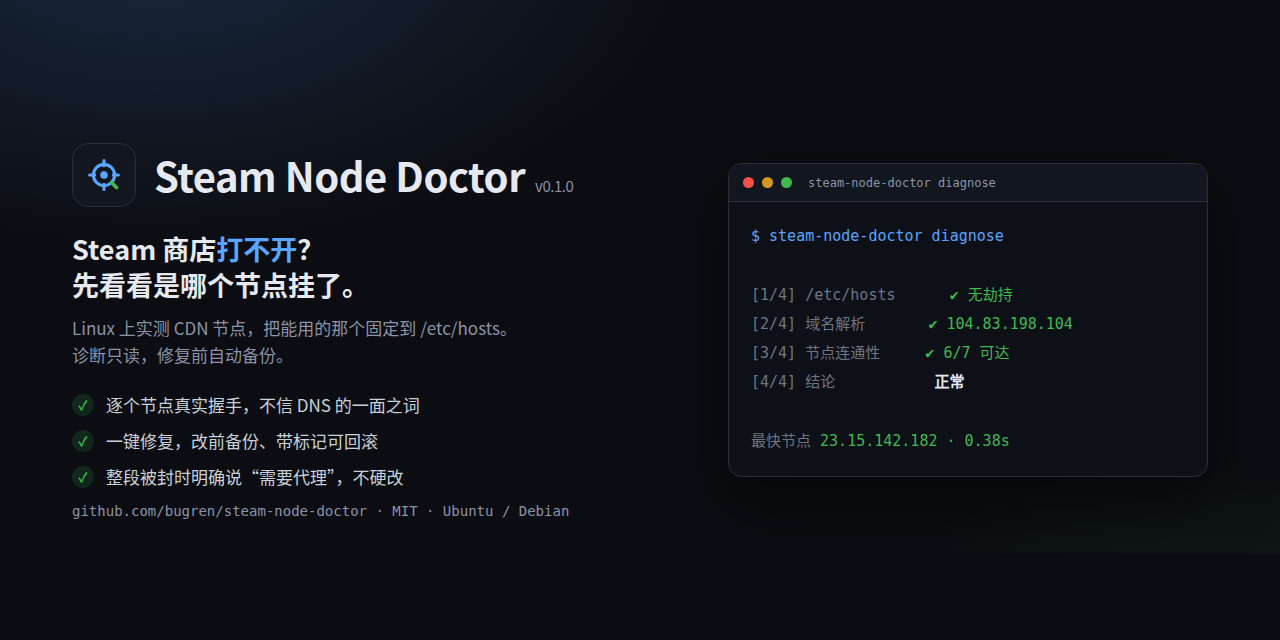 Steam Node Doctor v0.1.0
Steam 商店打不开？
先看看是哪个节点挂了。
Linux 上实测 CDN 节点，把能用的那个固定到 /etc/hosts。
诊断只读，修复前自动备份。
✓ 逐个节点真实握手，不信 DNS 的一面之词
✓ 一键修复，改前备份、带标记可回滚
✓ 整段被封时明确说“需要代理”，不硬改
github.com/bugren/steam-node-doctor · MIT · Ubuntu / Debian
steam-node-doctor diagnose
$ steam-node-doctor diagnose
[1/4] /etc/hosts ✔ 无劫持
[2/4] 域名解析 ✔ 104.83.198.104
[3/4] 节点连通性 ✔ 6/7 可达
[4/4] 结论 正常
最快节点 23.15.142.182 · 0.38s